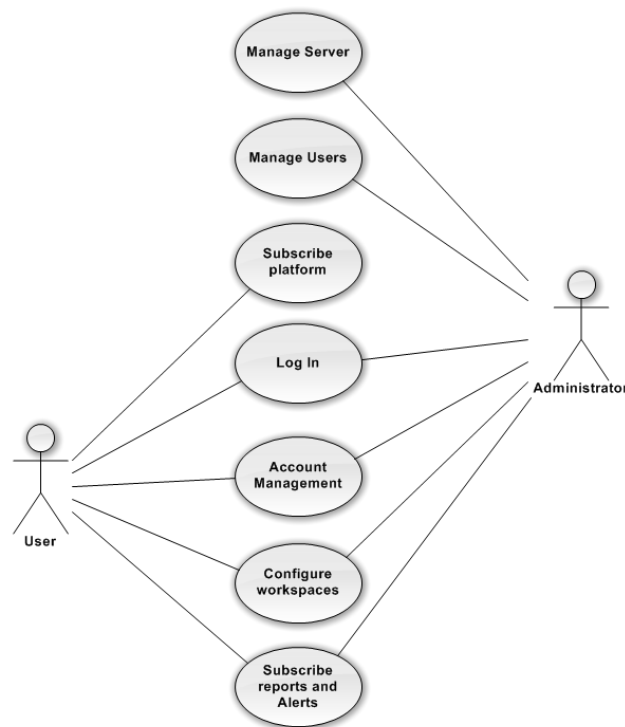 Manage Server
Manage Users
Subscribe
platform
Log In
Administrator
Account
Management
User
Configure
workspaces
Subscribe
reports and
Alerts